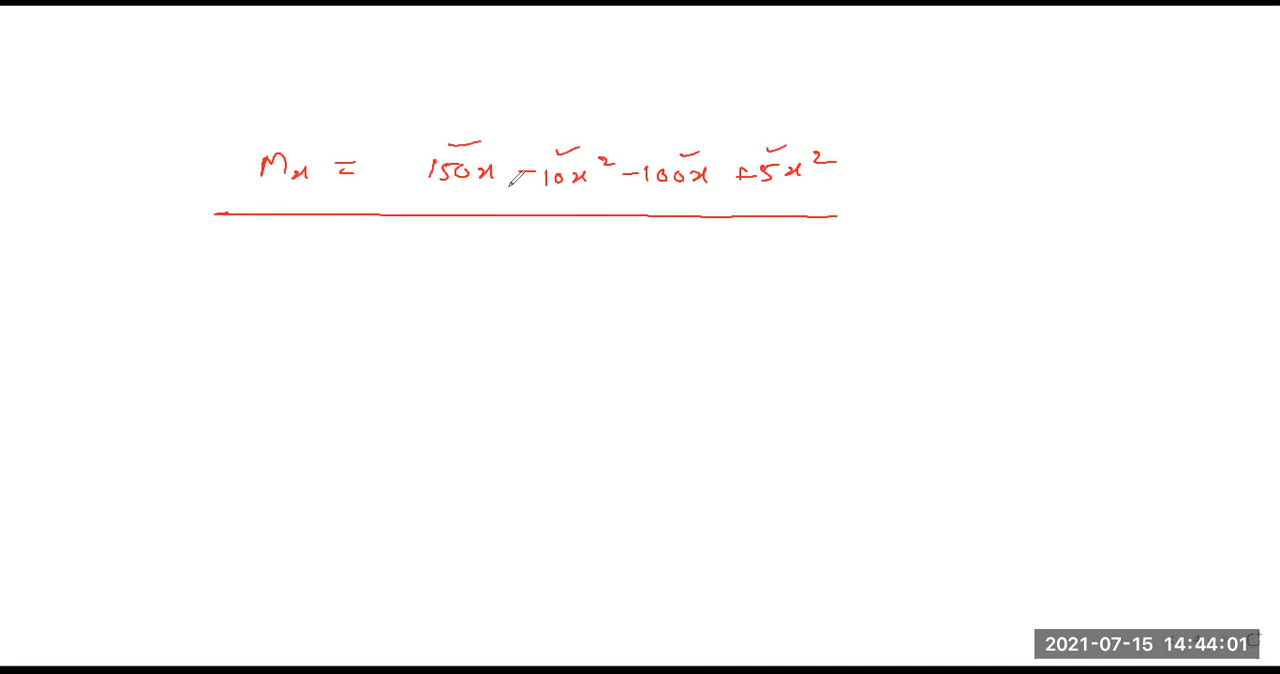 Mx = 150x - 10x² - 100x + 5x²
2021-07-15 14:44:01